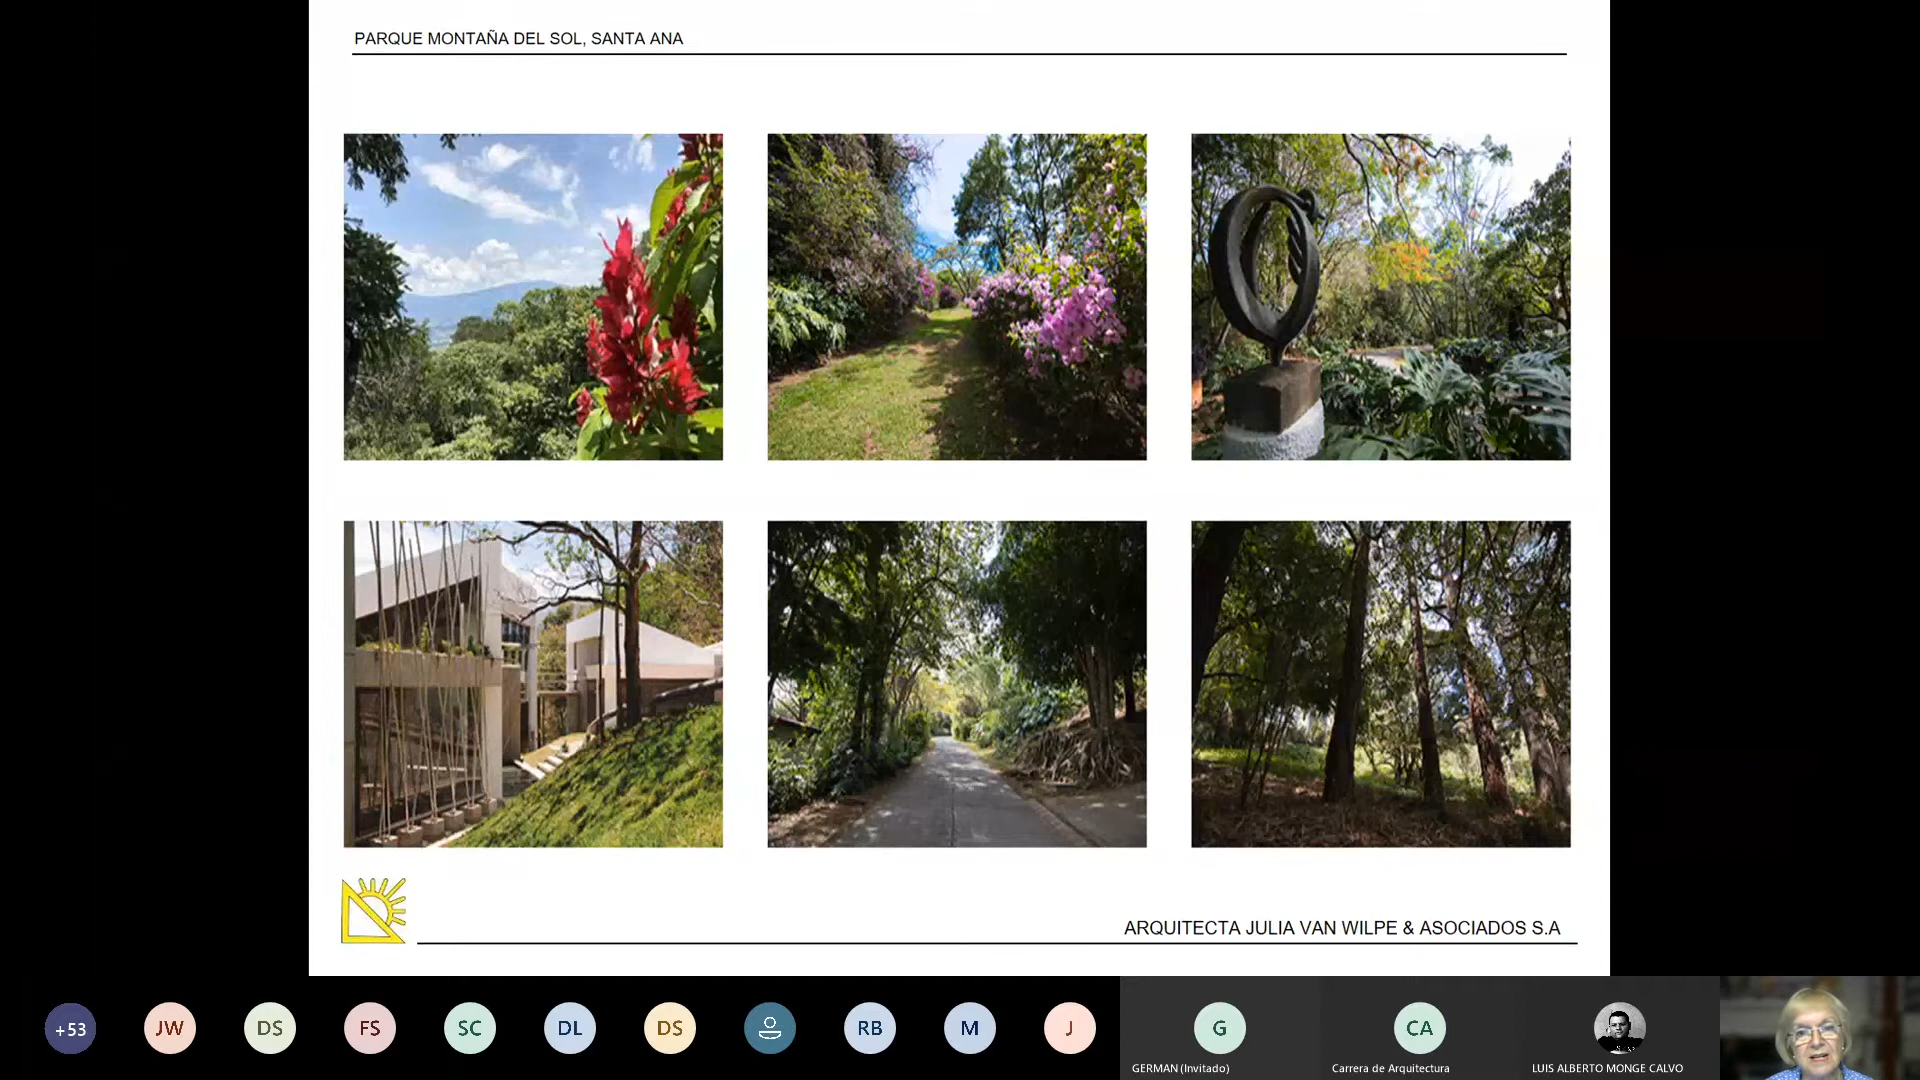 PARQUE MONTAÑA DEL SOL, SANTA ANA
ARQUITECTA JULIA VAN WILPE & ASOCIADOS S.A
+53
JW
DS
FS
SC
DL
DS
RB
M
J
G
CA
GERMAN (Invitado)
Carrera de Arquitectura
LUIS ALBERTO MONGE CALVO